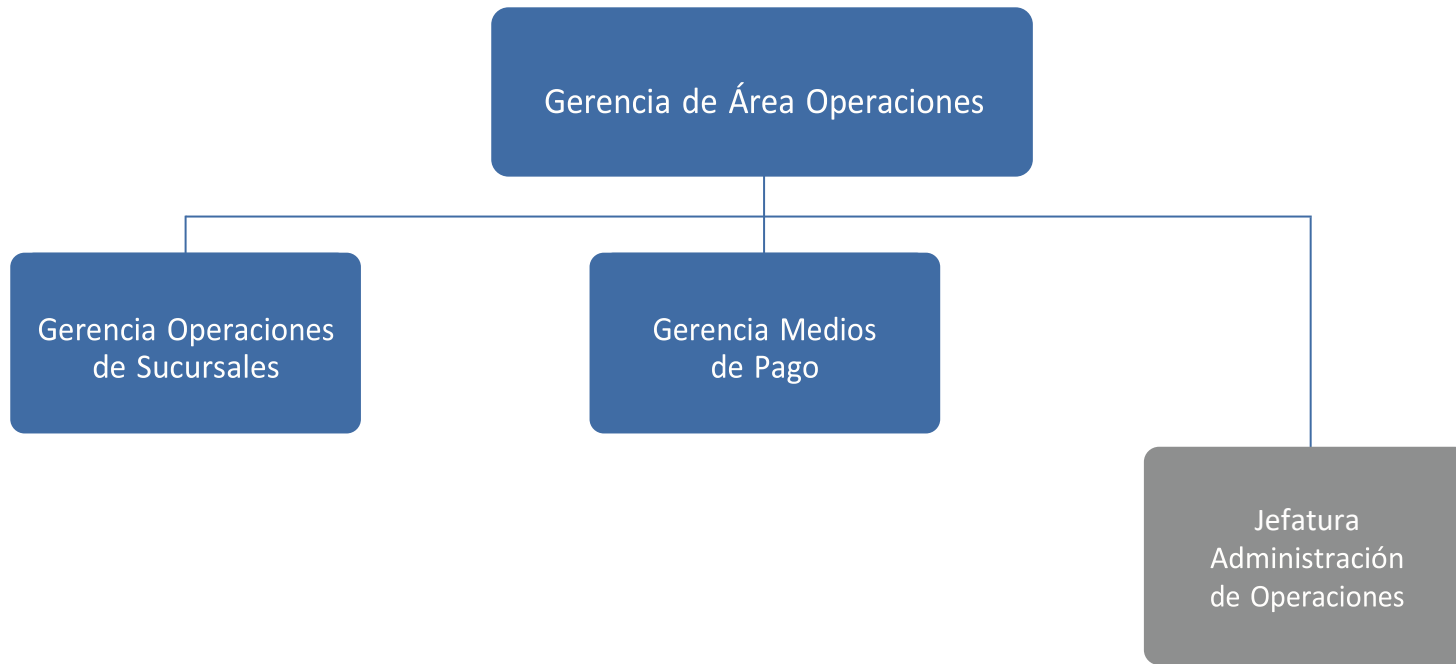 Gerencia de Área Operaciones
Gerencia Operaciones
de Sucursales
Gerencia Medios
de Pago
Jefatura
Administración
de Operaciones